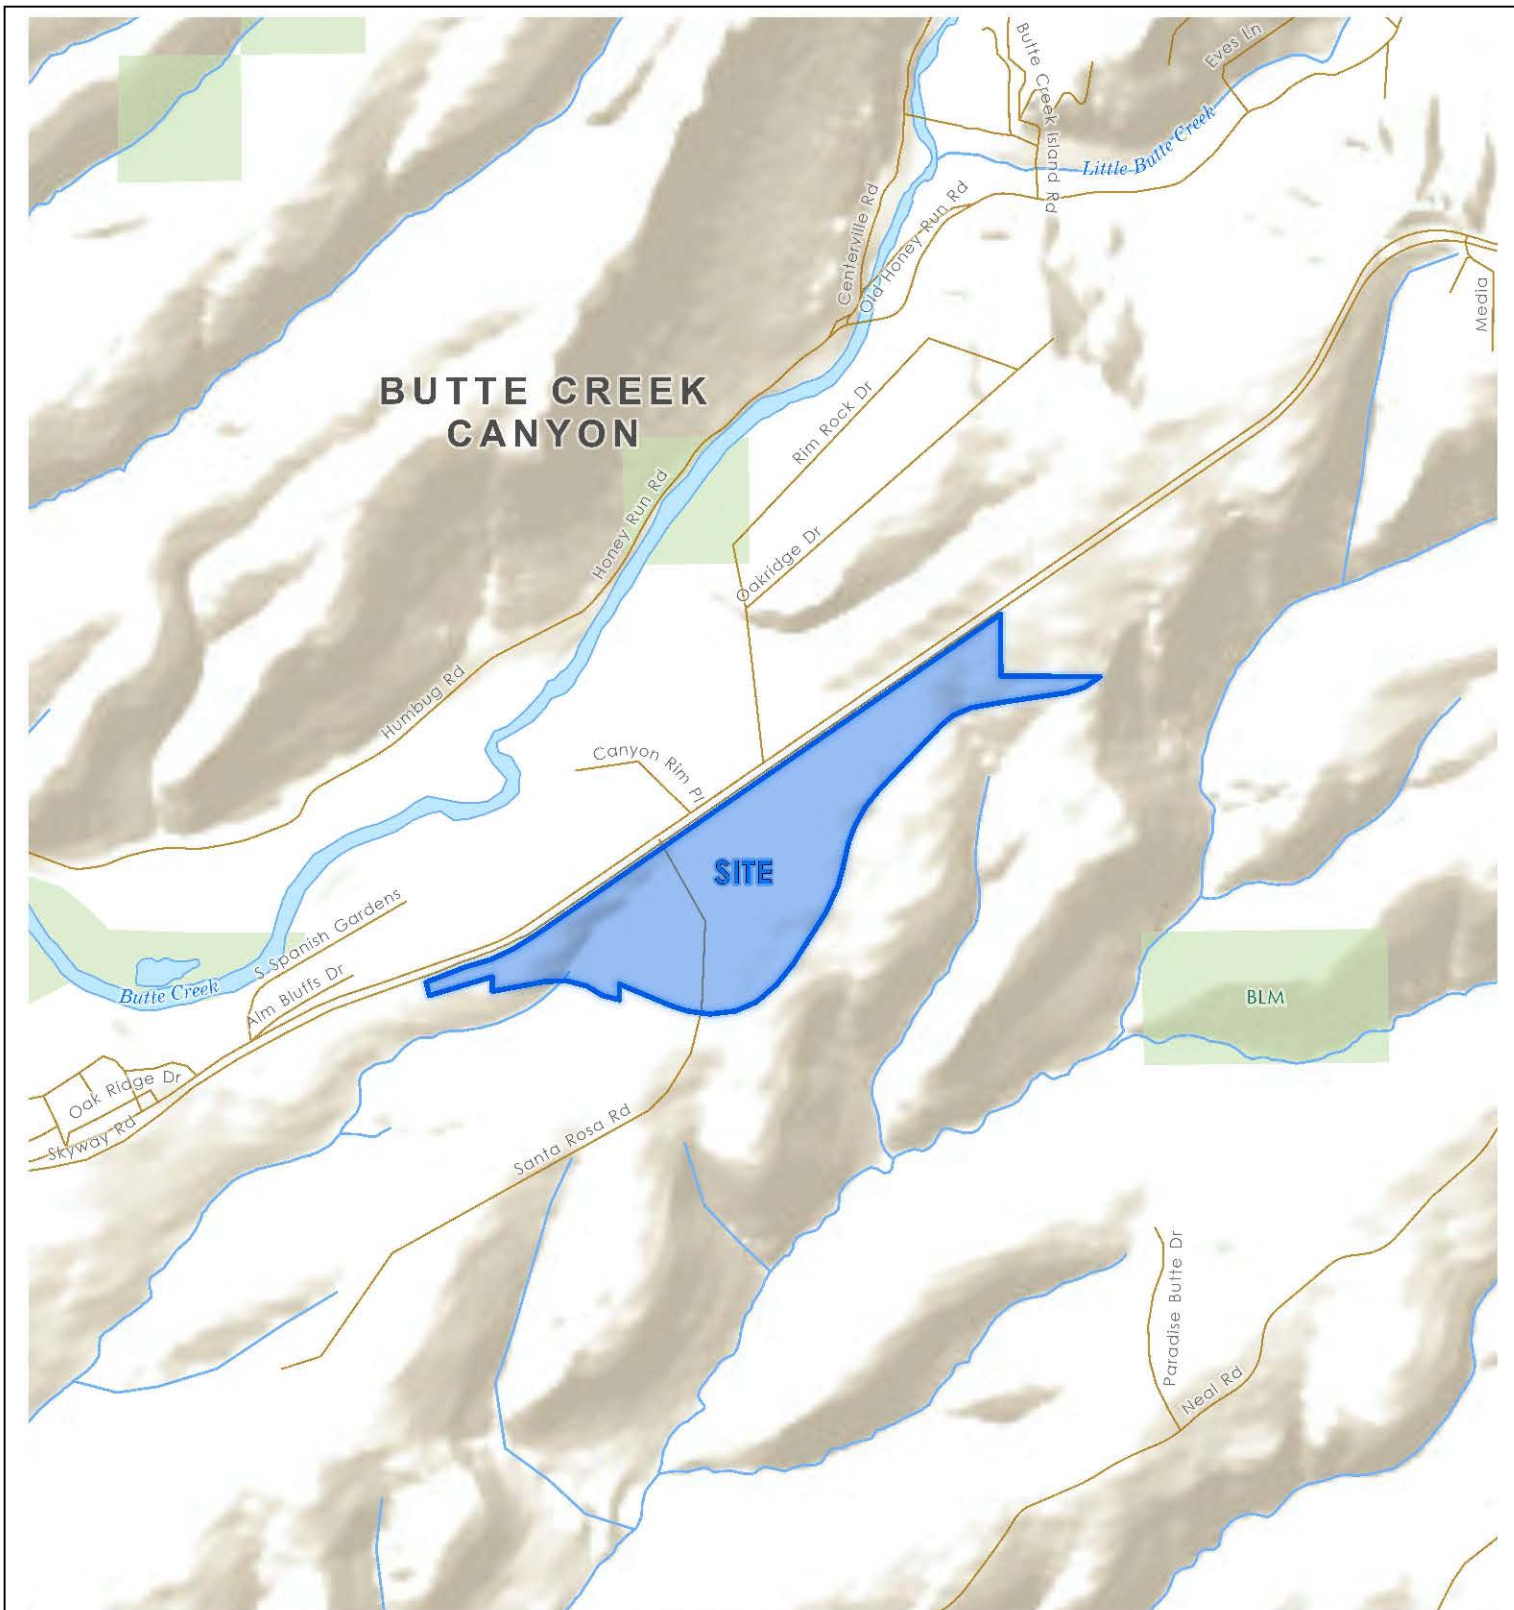 Butte Creek Island Rd
Eves Ln
Little Butte Creek
Centerville Rd
Old Honey Run Rd
Media
BUTTE CREEK
CANYON
Rim Rock Dr
Honey Run Rd
Oakridge Dr
Humbug Rd
Canyon Rim Pl
SITE
S Spanish Gardens
Butte Creek
Alm Bluffs Dr
BLM
Oak Ridge Dr
Skyway Rd
Santa Rosa Rd
Paradise Butte Dr
Neal Rd